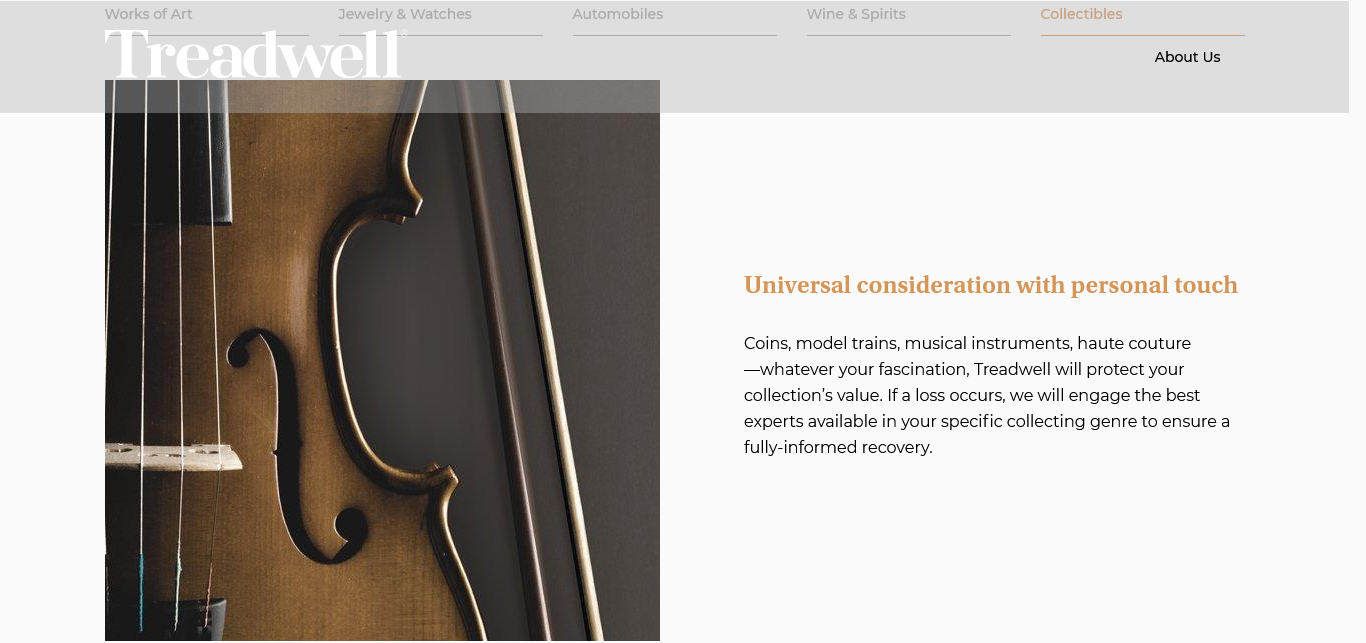 Works of Art
Jewelry & Watches
Automobiles
Wine & Spirits
Collectibles
Treadwell
About Us
Universal consideration with personal touch
Coins, model trains, musical instruments, haute couture
—whatever your fascination, Treadwell will protect your
collection’s value. If a loss occurs, we will engage the best
experts available in your specific collecting genre to ensure a
fully-informed recovery.